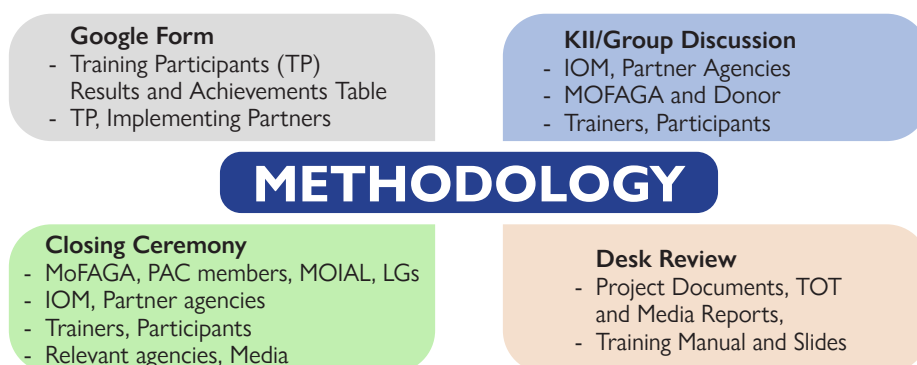 Google Form
- Training Participants (TP)
Results and Achievements Table
- TP, Implementing Partners
KII/Group Discussion
- IOM, Partner Agencies
- MOFAGA and Donor
- Trainers, Participants
METHODOLOGY
Closing Ceremony
- MoFAGA, PAC members, MOIAL, LGs
- IOM, Partner agencies
- Trainers, Participants
- Relevant agencies, Media
Desk Review
- Project Documents, TOT
and Media Reports,
- Training Manual and Slides